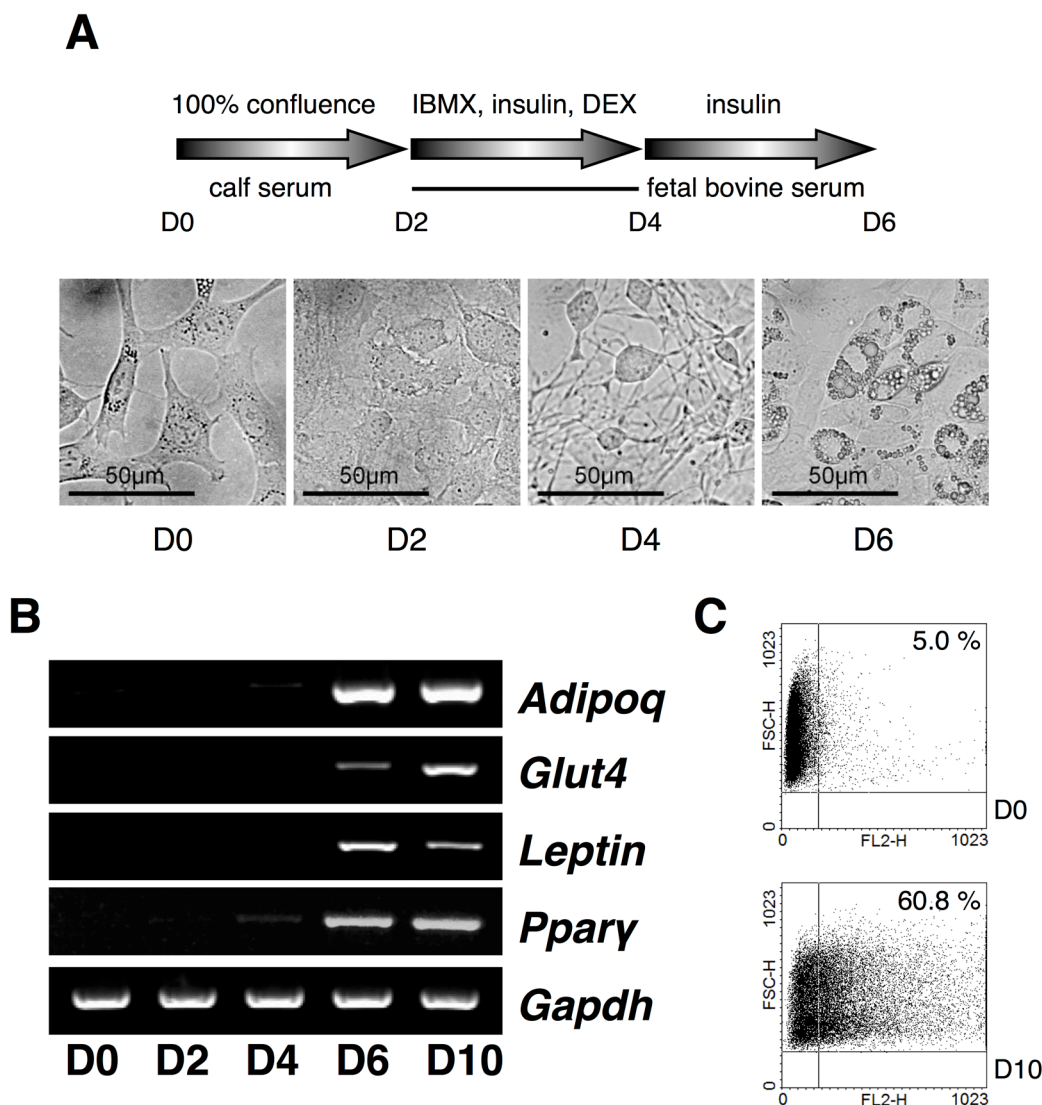 A
100% confluence IBMX, insulin, DEX insulin
calf serum fetal bovine serum
D0 D2 D4 D6
50µm 50µm 50µm 50µm
D0 D2 D4 D6
B
Adipoq
Glut4
Leptin
Pparγ
Gapdh
D0 D2 D4 D6 D10
C
5.0 %
1023
FSC-H
0
0 FL2-H 1023
D0
60.8 %
1023
FSC-H
0
0 FL2-H 1023
D10